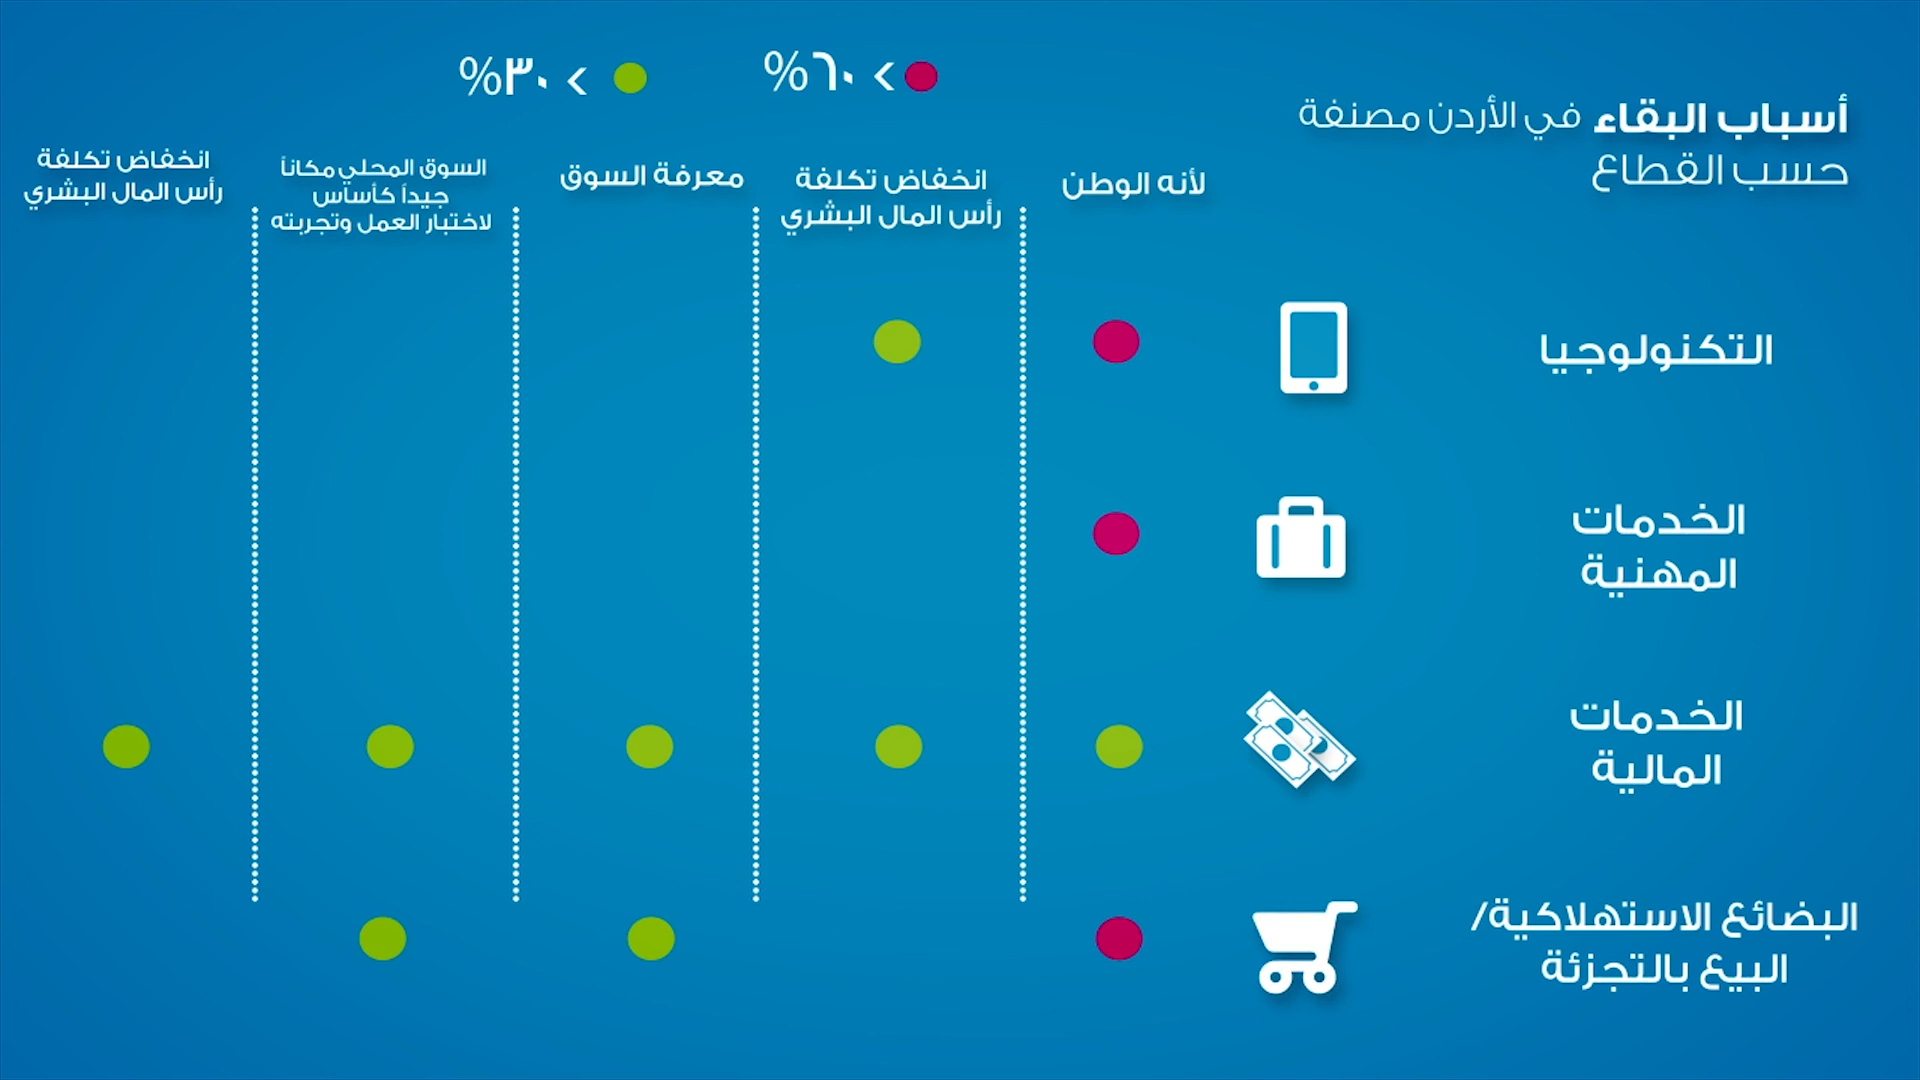 أسباب البقاء في الأردن مصنفة
حسب القطاع
> ٦٠%
> ٣٠%
لأنه الوطن
انخفاض تكلفة
رأس المال البشري
معرفة السوق
السوق المحلي مكاناً
جيداً كأساس
لاختبار العمل وتجربته
انخفاض تكلفة
رأس المال البشري
التكنولوجيا
الخدمات
المهنية
الخدمات
المالية
البضائع الاستهلاكية/
البيع بالتجزئة